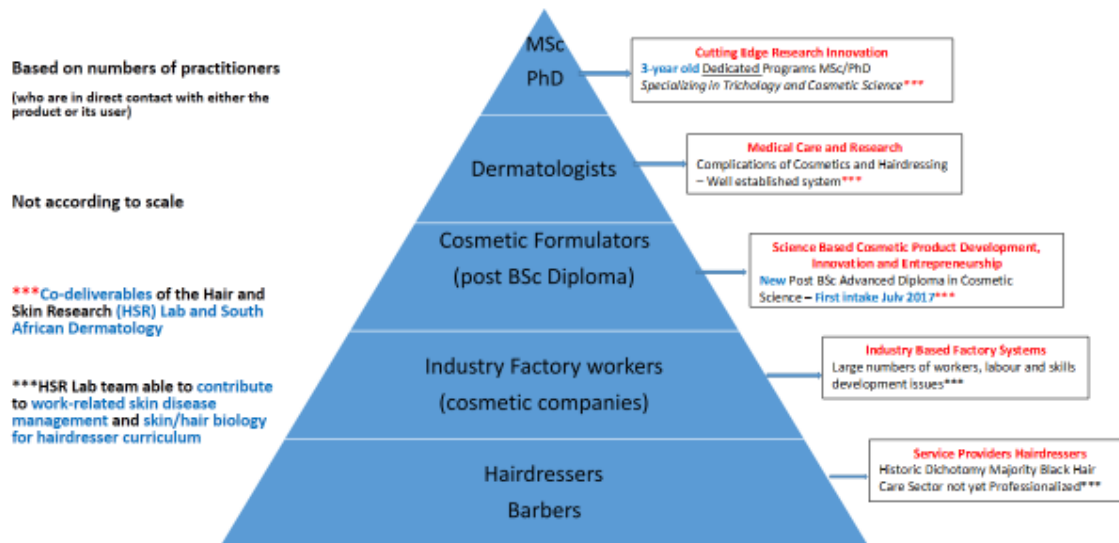 MSc
PhD
Based on numbers of practitioners
(who are in direct contact with either the
product or its user)
Cutting Edge Research Innovation
3-year old Dedicated Programs MSc/PhD
Specializing in Trichology and Cosmetic Science***
Dermatologists
Medical Care and Research
Complications of Cosmetics and Hairdressing
– Well established system***
Not according to scale
Cosmetic Formulators
(post BSc Diploma)
Science Based Cosmetic Product Development,
Innovation and Entrepreneurship
New Post BSc Advanced Diploma in Cosmetic
Science – First intake July 2017***
***Co-deliverables of the Hair and
Skin Research (HSR) Lab and South
African Dermatology
Industry Factory workers
(cosmetic companies)
Industry Based Factory Systems
Large numbers of workers, labour and skills
development issues***
***HSR Lab team able to contribute
to work-related skin disease
management and skin/hair biology
for hairdresser curriculum
Hairdressers
Barbers
Service Providers Hairdressers
Historic Dichotomy Majority Black Hair
Care Sector not yet Professionalized***